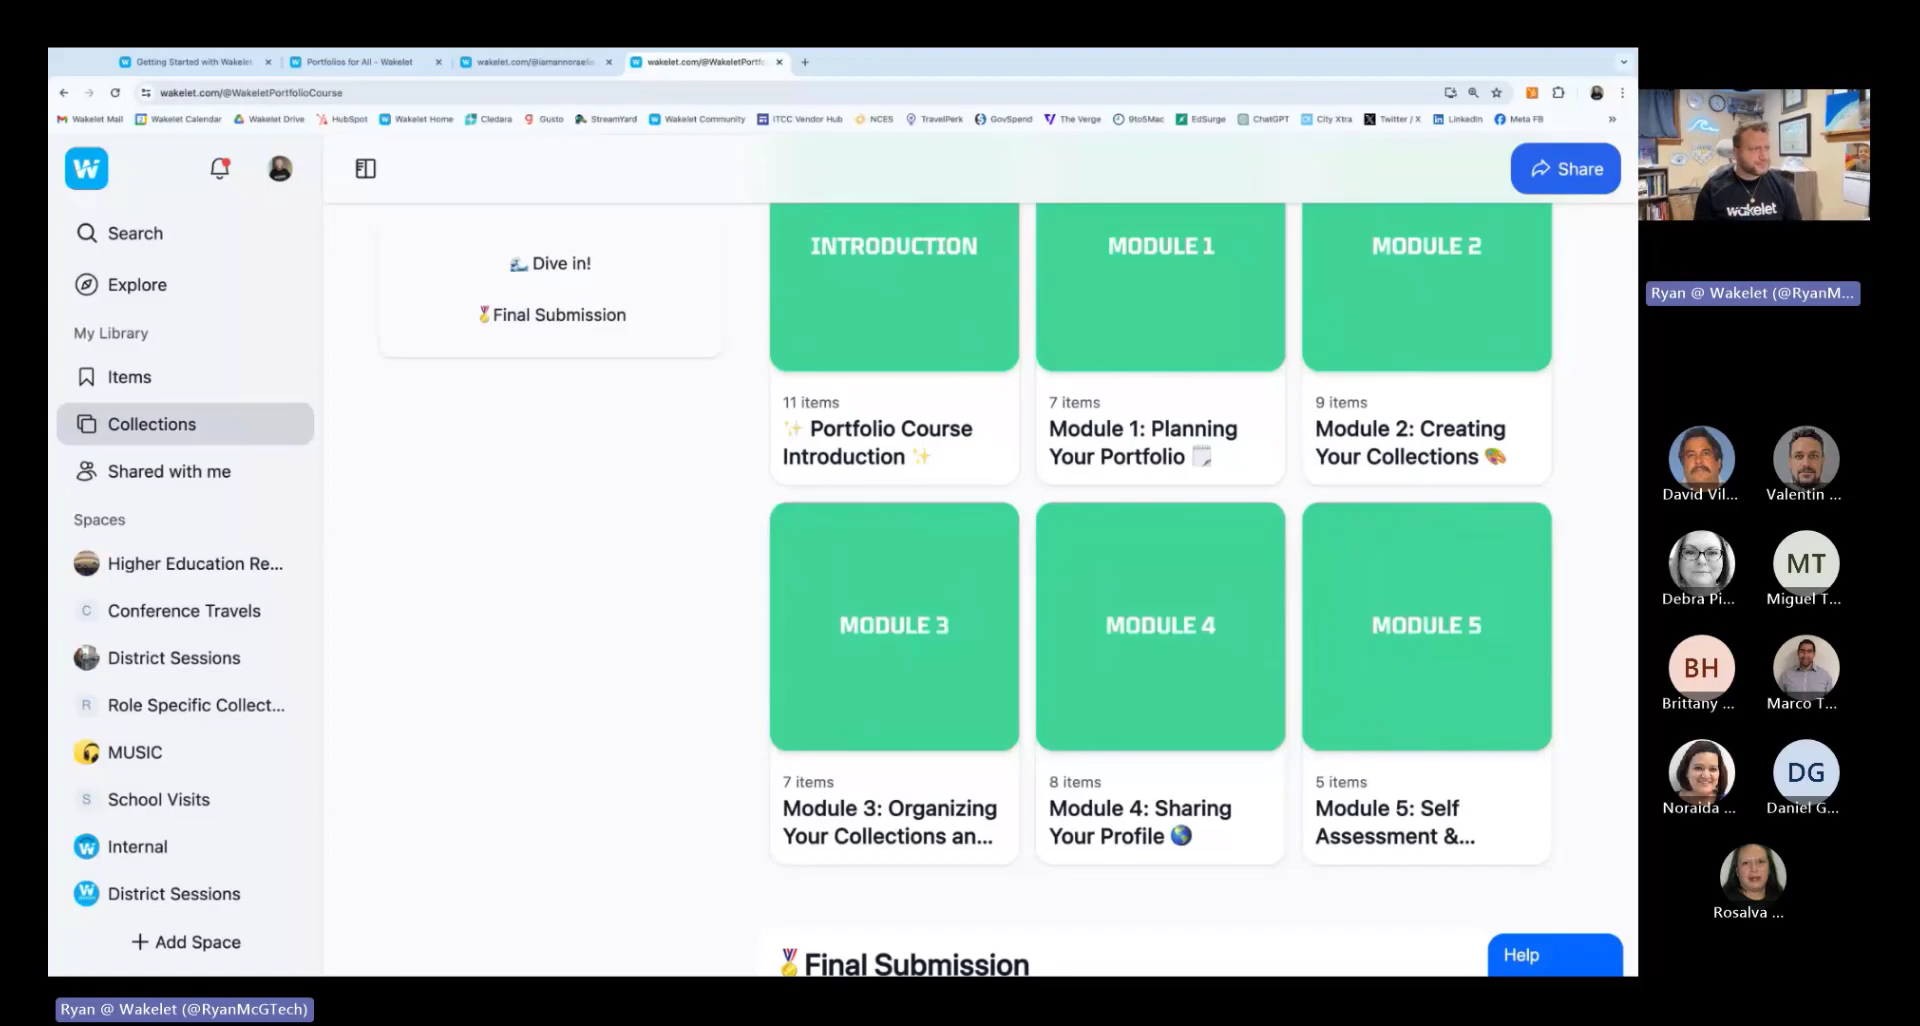 Getting Started with Wakelet
Portfolios for All - Wakelet
wakelet.com/@iamannorselia
wakelet.com/@WakeletPortfo
wakelet.com/@WakeletPortfolioCourse
Wakelet Mail
Wakelet Calendar
Wakelet Drive
HubSpot
Wakelet Home
Cledara
Gusto
StreamYard
Wakelet Community
ITCC Vendor Hub
NCES
TravelPerk
GovSpend
The Verge
9to5Mac
EdSurge
ChatGPT
City Xtra
Twitter / X
LinkedIn
Meta FB
W
Share
Search
Explore
My Library
Items
Collections
Shared with me
Spaces
Higher Education Re...
C Conference Travels
District Sessions
R Role Specific Collect...
MUSIC
S School Visits
Internal
District Sessions
+ Add Space
🌊 Dive in!
🏅Final Submission
INTRODUCTION
11 items
✨ Portfolio Course
Introduction ✨
MODULE 1
7 items
Module 1: Planning
Your Portfolio 🗒️
MODULE 2
9 items
Module 2: Creating
Your Collections 🎨
MODULE 3
7 items
Module 3: Organizing
Your Collections an...
MODULE 4
8 items
Module 4: Sharing
Your Profile 🌎
MODULE 5
5 items
Module 5: Self
Assessment &...
🏅Final Submission
Help
wakelet
Ryan @ Wakelet (@RyanM...
David Vil...
Valentin ...
Debra Pi...
MT
Miguel T...
BH
Brittany ...
Marco T...
Noraida ...
DG
Daniel G...
Rosalva ...
Ryan @ Wakelet (@RyanMcGTech)